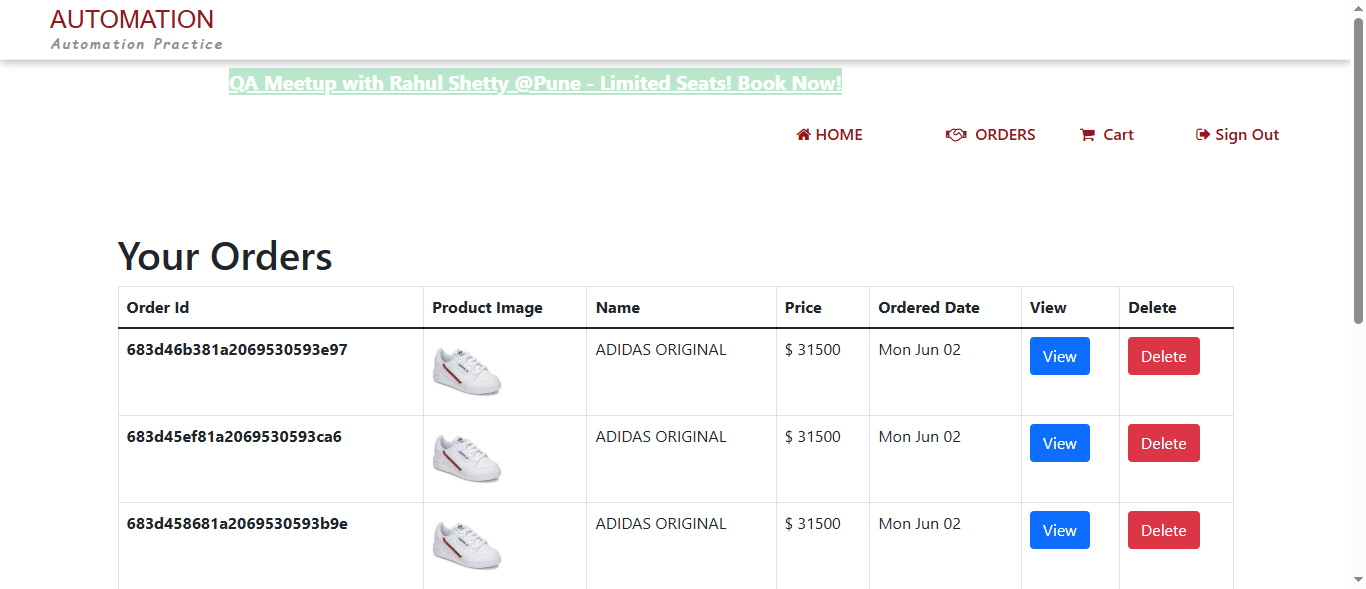 AUTOMATION
Automation Practice
QA Meetup with Rahul Shetty @Pune - Limited Seats! Book Now!
HOME ORDERS Cart Sign Out
Your Orders
Order Id Product Image Name Price Ordered Date View Delete
683d46b381a2069530593e97 ADIDAS ORIGINAL $ 31500 Mon Jun 02 View Delete
683d45ef81a2069530593ca6 ADIDAS ORIGINAL $ 31500 Mon Jun 02 View Delete
683d458681a2069530593b9e ADIDAS ORIGINAL $ 31500 Mon Jun 02 View Delete